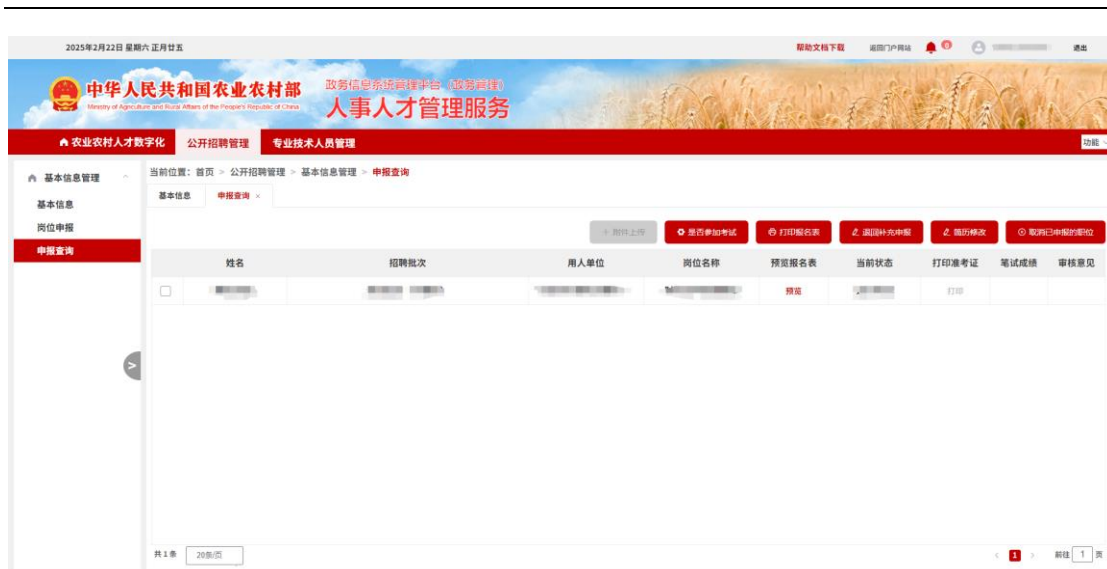 2025年2月22日 星期六 正月廿五
帮助文档下载 返回门户网站 退出
中华人民共和国农业农村部
Ministry of Agriculture and Rural Affairs of the People's Republic of China
政务信息系统管理平台（政务管理）
人事人才管理服务
农业农村人才数字化 公开招聘管理 专业技术人员管理 功能
基本信息管理
基本信息
岗位申报
申报查询
当前位置：首页 > 公开招聘管理 > 基本信息管理 > 申报查询
基本信息 申报查询 ×
+ 附件上传 是否参加考试 打印报名表 退回补充申报 简历修改 取消已申报的职位
姓名 招聘批次 用人单位 岗位名称 预览报名表 当前状态 打印准考证 笔试成绩 审核意见
预览 打印
共 1 条 20条/页 < 1 > 前往 1 页